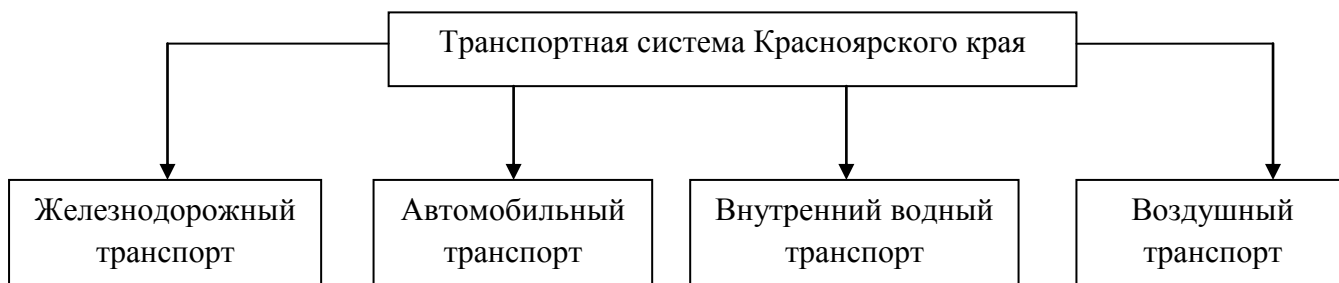 Транспортная система Красноярского края
Железнодорожный
транспорт
Автомобильный
транспорт
Внутренний водный
транспорт
Воздушный
транспорт